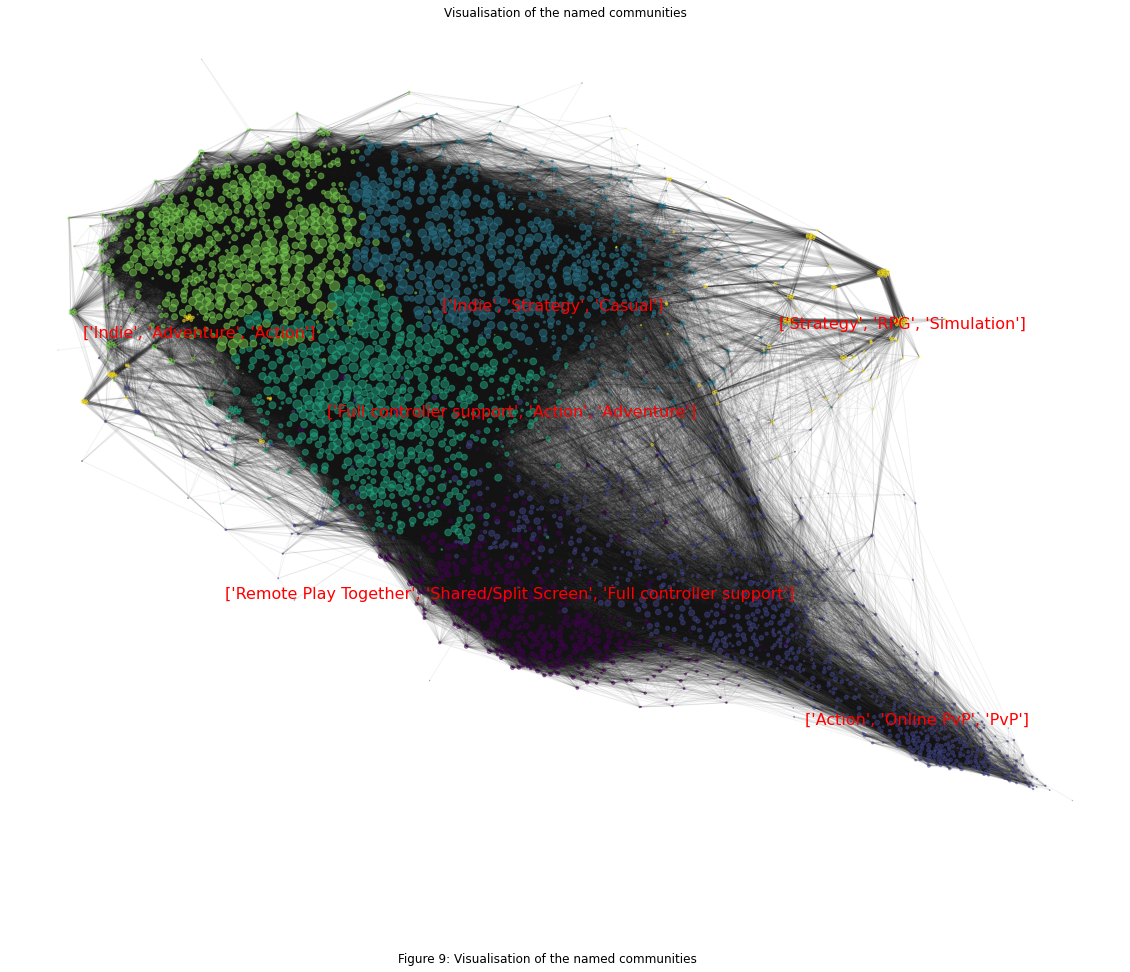 Visualisation of the named communities
['Indie', 'Strategy', 'Casual']
['Strategy', 'RPG', 'Simulation']
['Indie', 'Adventure', 'Action']
['Full controller support', 'Action', 'Adventure']
['Remote Play Together', 'Shared/Split Screen', 'Full controller support']
['Action', 'Online PvP', 'PvP']
Figure 9: Visualisation of the named communities